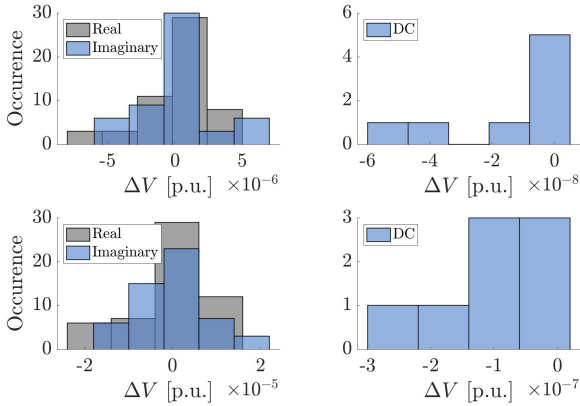 30
20
10
0
Occurence
Real
Imaginary
-5 0 5
ΔV [p.u.] ×10⁻⁶
6
4
2
0
DC
-6 -4 -2 0
ΔV [p.u.] ×10⁻⁸
30
20
10
0
Occurence
Real
Imaginary
-2 0 2
ΔV [p.u.] ×10⁻⁵
3
2
1
0
DC
-3 -2 -1 0
ΔV [p.u.] ×10⁻⁷